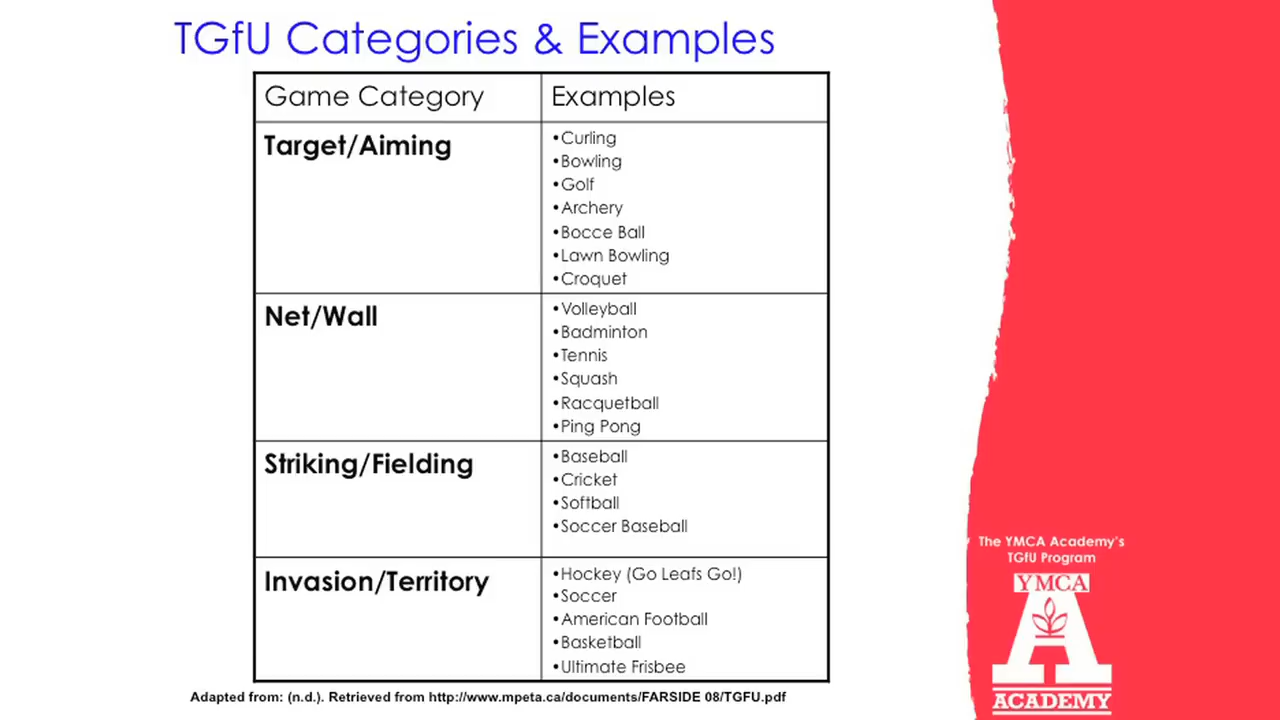 TGfU Categories & Examples
Game Category
Examples
Target/Aiming
•Curling
•Bowling
•Golf
•Archery
•Bocce Ball
•Lawn Bowling
•Croquet
Net/Wall
•Volleyball
•Badminton
•Tennis
•Squash
•Racquetball
•Ping Pong
Striking/Fielding
•Baseball
•Cricket
•Softball
•Soccer Baseball
Invasion/Territory
•Hockey (Go Leafs Go!)
•Soccer
•American Football
•Basketball
•Ultimate Frisbee
Adapted from: (n.d.). Retrieved from http://www.mpeta.ca/documents/FARSIDE 08/TGFU.pdf
The YMCA Academy’s
TGfU Program
YMCA
A
ACADEMY